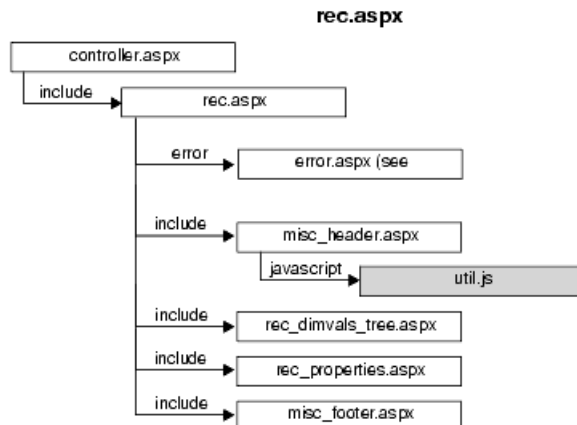 rec.aspx
controller.aspx
include
rec.aspx
error
error.aspx (see
include
misc_header.aspx
javascript
util.js
include
rec_dimvals_tree.aspx
include
rec_properties.aspx
include
misc_footer.aspx